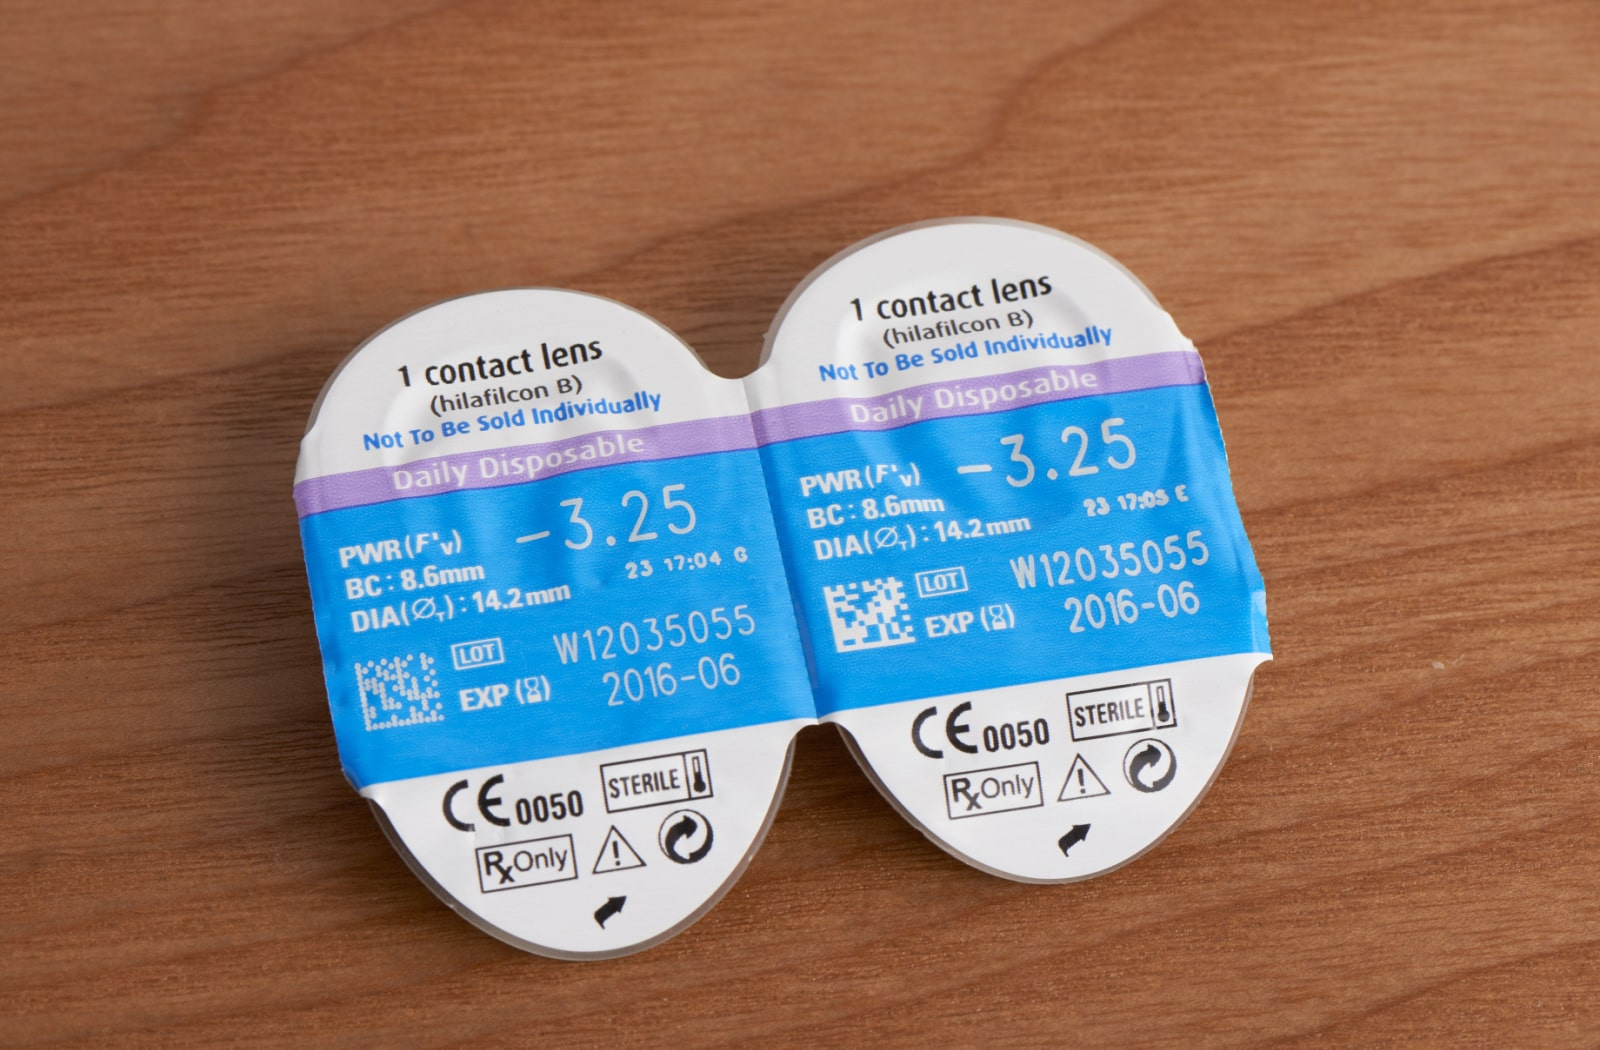 1 contact lens
(hilafilcon B)
Not To Be Sold Individually
Daily Disposable
PWR (F'v) -3.25
BC : 8.6mm 23 17:04 G
DIA(∅T) : 14.2mm
LOT W12035055
EXP 2016-06
CE 0050 STERILE
Rx Only
1 contact lens
(hilafilcon B)
Not To Be Sold Individually
Daily Disposable
PWR (F'v) -3.25
BC : 8.6mm 23 17:05 E
DIA(∅T) : 14.2mm
LOT W12035055
EXP 2016-06
CE 0050 STERILE
Rx Only